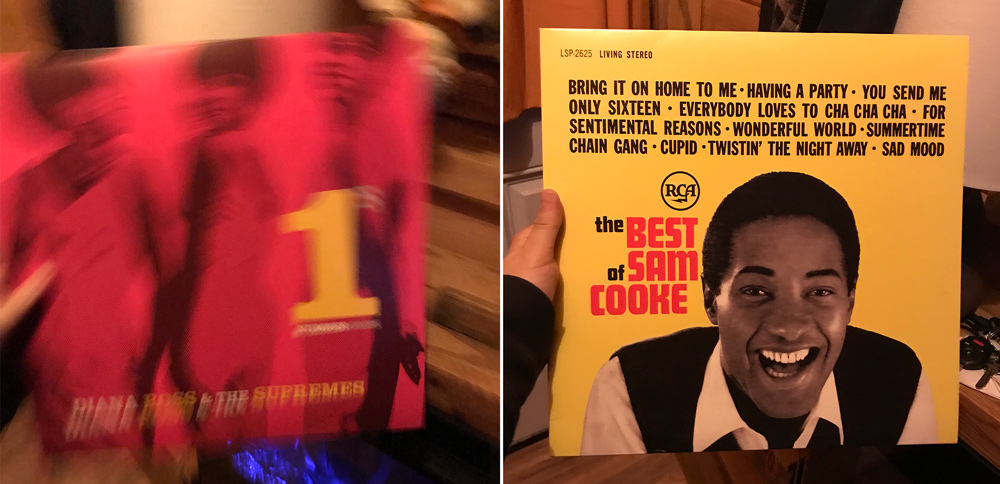 1's
DIANA ROSS & THE SUPREMES
LSP-2625 LIVING STEREO
BRING IT ON HOME TO ME • HAVING A PARTY • YOU SEND ME
ONLY SIXTEEN • EVERYBODY LOVES TO CHA CHA CHA • FOR
SENTIMENTAL REASONS • WONDERFUL WORLD • SUMMERTIME
CHAIN GANG • CUPID • TWISTIN' THE NIGHT AWAY • SAD MOOD
RCA
the BEST
of SAM
COOKE